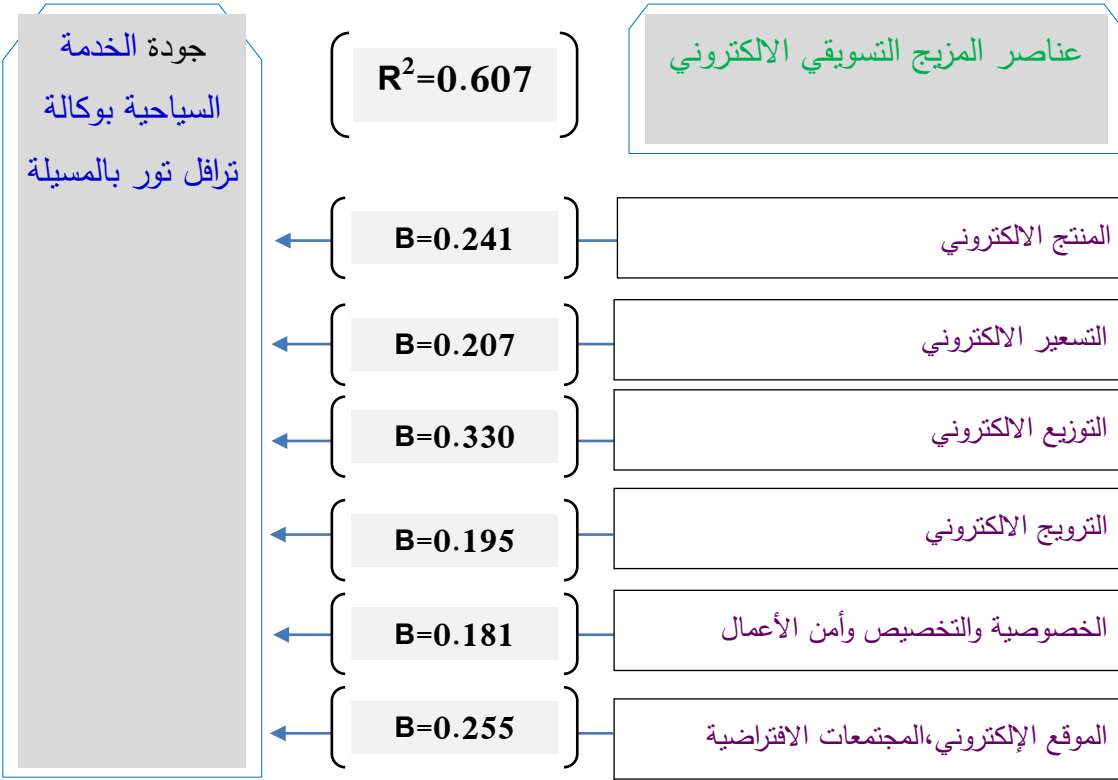 عناصر المزيج التسويقي الالكتروني
R²=0.607
جودة الخدمة
السياحية بوكالة
ترافل تور بالمسيلة
المنتج الالكتروني
B=0.241
التسعير الالكتروني
B=0.207
التوزيع الالكتروني
B=0.330
الترويج الالكتروني
B=0.195
الخصوصية والتخصيص وأمن الأعمال
B=0.181
الموقع الإلكتروني،المجتمعات الافتراضية
B=0.255